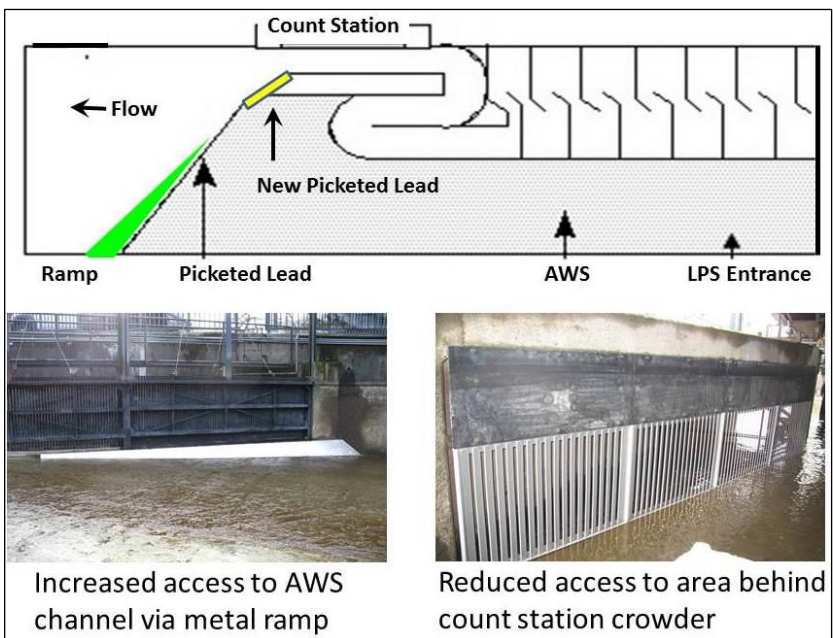 Count Station
Flow
New Picketed Lead
Ramp
Picketed Lead
AWS
LPS Entrance
Increased access to AWS
channel via metal ramp
Reduced access to area behind
count station crowder